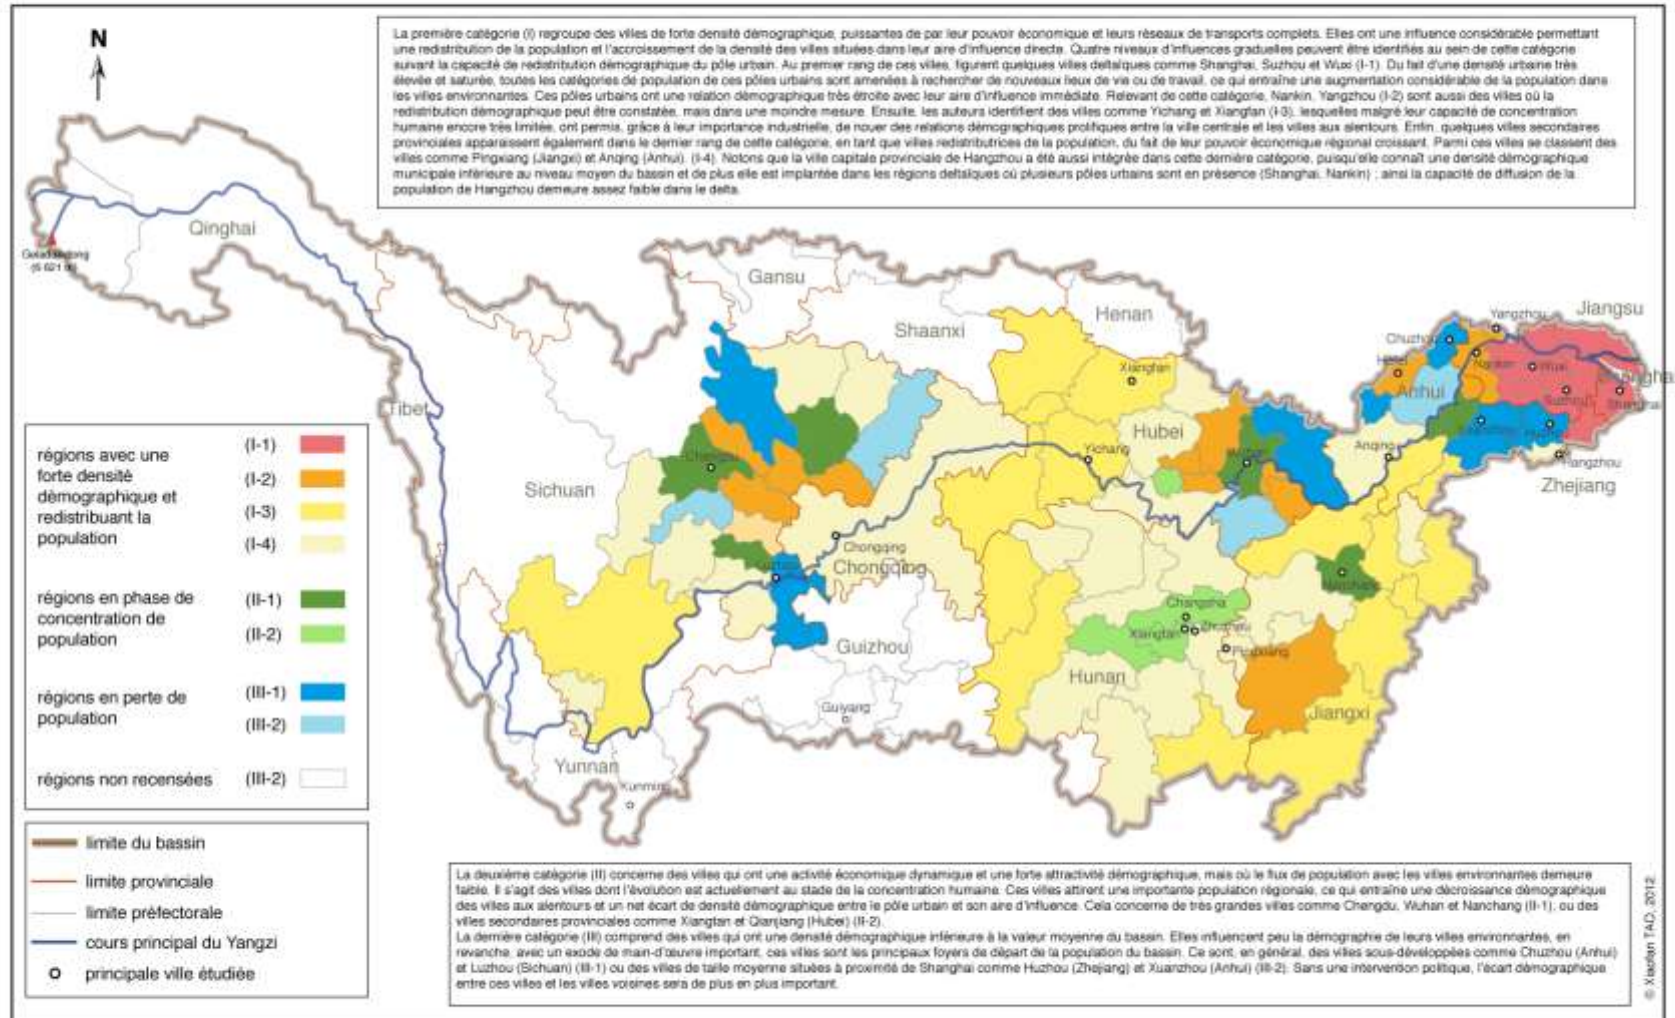 N
La première catégorie (I) regroupe des villes de forte densité démographique, puissantes de par leur pouvoir économique et leurs réseaux de transports complets. Elles ont une influence considérable permettant
une redistribution de la population et l'accroissement de la densité des villes situées dans leur aire d'influence directe. Quatre niveaux d'influences graduelles peuvent être identifiés au sein de cette catégorie
suivant la capacité de redistribution démographique du pôle urbain. Au premier rang de ces villes, figurent quelques villes deltaïques comme Shanghai, Suzhou et Wuxi (I-1). Du fait d'une densité urbaine très
élevée et saturée, toutes les catégories de population de ces pôles urbains sont amenées à rechercher de nouveaux lieux de vie ou de travail, ce qui entraîne une augmentation considérable de la population dans
les villes environnantes. Ces pôles urbains ont une relation démographique très étroite avec leur aire d'influence immédiate. Relevant de cette catégorie, Nankin, Yangzhou (I-2) sont aussi des villes où la
redistribution démographique peut être constatée, mais dans une moindre mesure. Ensuite, les auteurs identifient des villes comme Yichang et Xiangfan (I-3), lesquelles malgré leur capacité de concentration
humaine encore très limitée, ont permis, grâce à leur importance industrielle, de nouer des relations démographiques prolifiques entre la ville centrale et les villes aux alentours. Enfin, quelques villes secondaires
provinciales apparaissent également dans le dernier rang de cette catégorie, en tant que villes redistributrices de la population, du fait de leur pouvoir économique régional croissant. Parmi ces villes se classent des
villes comme Pingxiang (Jiangxi) et Anqing (Anhui). (I-4). Notons que la ville capitale provinciale de Hangzhou a été aussi intégrée dans cette dernière catégorie, puisqu'elle connaît une densité démographique
municipale inférieure au niveau moyen du bassin et de plus elle est implantée dans les régions deltaïques où plusieurs pôles urbains sont en présence (Shanghai, Nankin) ; ainsi la capacité de diffusion de la
population de Hangzhou demeure assez faible dans le delta.
Qinghai
(6 621 m)
Gansu
Shaanxi
Henan
Jiangsu
Yangzhou
Chuzhou
Hefei
Nankin
Wuxi
Suzhou
Shanghai
Shanghai
Anhui
Xiangfan
Tibet
Hubei
Yichang
Wuhan
Anqing
Xuanzhou
Huzhou
Hangzhou
Zhejiang
Chengdu
Sichuan
Chongqing
Chongqing
Luzhou
Nanchang
Changsha
Xiangtan
Zhuzhou
Pingxiang
Guizhou
Hunan
Jiangxi
Guiyang
Yunnan
Kunming
régions avec une
forte densité
démographique et
redistribuant la
population
(I-1)
(I-2)
(I-3)
(I-4)
régions en phase de
concentration de
population
(II-1)
(II-2)
régions en perte de
population
(III-1)
(III-2)
régions non recensées (III-2)
limite du bassin
limite provinciale
limite préfectorale
cours principal du Yangzi
principale ville étudiée
La deuxième catégorie (II) concerne des villes qui ont une activité économique dynamique et une forte attractivité démographique, mais où le flux de population avec les villes environnantes demeure
faible. Il s'agit des villes dont l'évolution est actuellement au stade de la concentration humaine. Ces villes attirent une importante population régionale, ce qui entraîne une décroissance démographique
des villes aux alentours et un net écart de densité démographique entre le pôle urbain et son aire d'influence. Cela concerne de très grandes villes comme Chengdu, Wuhan et Nanchang (II-1), ou des
villes secondaires provinciales comme Xiangtan et Qianjiang (Hubei) (II-2).
La dernière catégorie (III) comprend des villes qui ont une densité démographique inférieure à la valeur moyenne du bassin. Elles influencent peu la démographie de leurs villes environnantes, en
revanche, avec un exode de main-d'œuvre important, ces villes sont les principaux foyers de départ de la population du bassin. Ce sont, en général, des villes sous-développées comme Chuzhou (Anhui)
et Luzhou (Sichuan) (III-1) ou des villes de taille moyenne situées à proximité de Shanghai comme Huzhou (Zhejiang) et Xuanzhou (Anhui) (III-2). Sans une intervention politique, l'écart démographique
entre ces villes et les villes voisines sera de plus en plus important.
© Xiaofan TAO, 2012